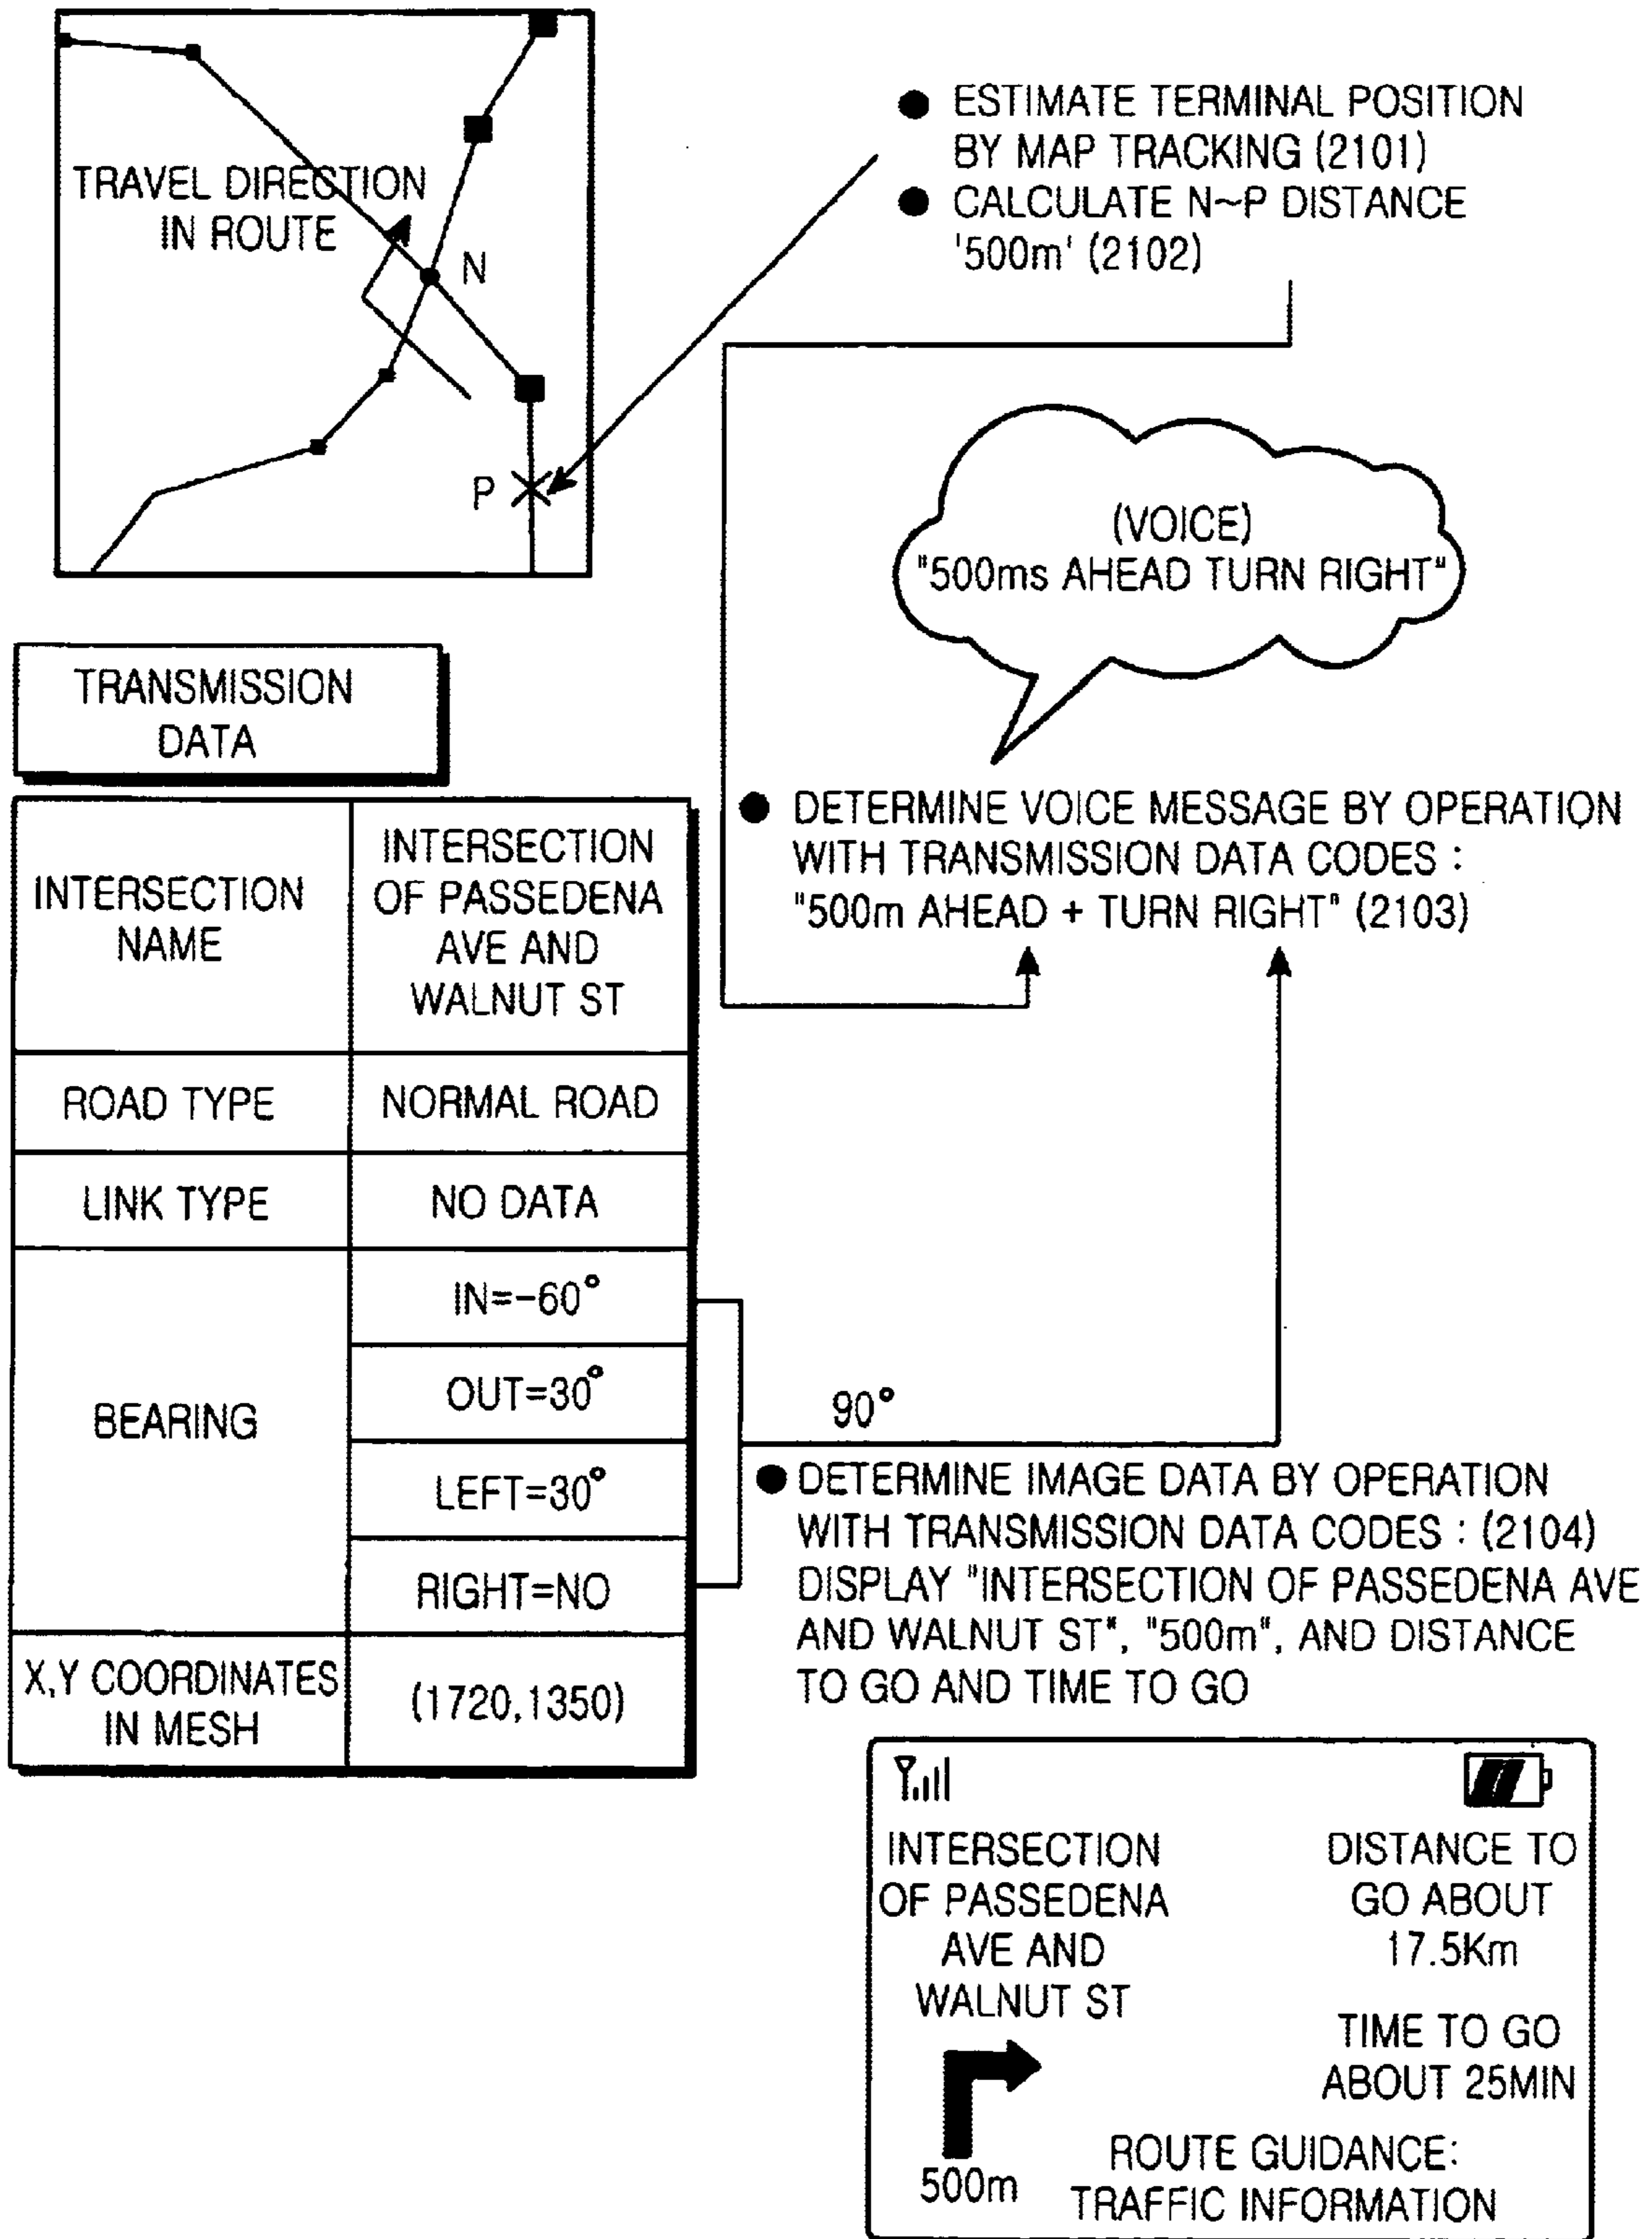 TRAVEL DIRECTION
IN ROUTE
N
P
● ESTIMATE TERMINAL POSITION
BY MAP TRACKING (2101)
● CALCULATE N~P DISTANCE
'500m' (2102)
(VOICE)
"500ms AHEAD TURN RIGHT"
● DETERMINE VOICE MESSAGE BY OPERATION
WITH TRANSMISSION DATA CODES :
"500m AHEAD + TURN RIGHT" (2103)
TRANSMISSION
DATA
INTERSECTION
NAME
INTERSECTION
OF PASSEDENA
AVE AND
WALNUT ST
ROAD TYPE
NORMAL ROAD
LINK TYPE
NO DATA
BEARING
IN=-60°
OUT=30°
LEFT=30°
RIGHT=NO
X,Y COORDINATES
IN MESH
(1720,1350)
90°
● DETERMINE IMAGE DATA BY OPERATION
WITH TRANSMISSION DATA CODES : (2104)
DISPLAY "INTERSECTION OF PASSEDENA AVE
AND WALNUT ST", "500m", AND DISTANCE
TO GO AND TIME TO GO
INTERSECTION
OF PASSEDENA
AVE AND
WALNUT ST
500m
DISTANCE TO
GO ABOUT
17.5Km
TIME TO GO
ABOUT 25MIN
ROUTE GUIDANCE:
TRAFFIC INFORMATION